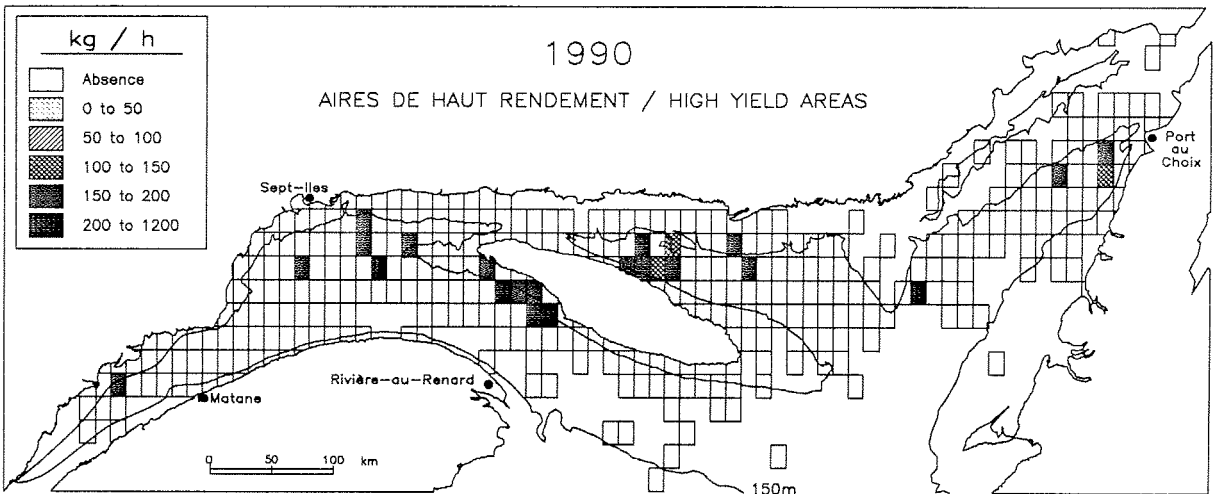 kg / h
Absence
0 to 50
50 to 100
100 to 150
150 to 200
200 to 1200
1990
AIRES DE HAUT RENDEMENT / HIGH YIELD AREAS
Port
au
Choix
Sept-Iles
Rivière-au-Renard
Matane
0 50 100 km
150m